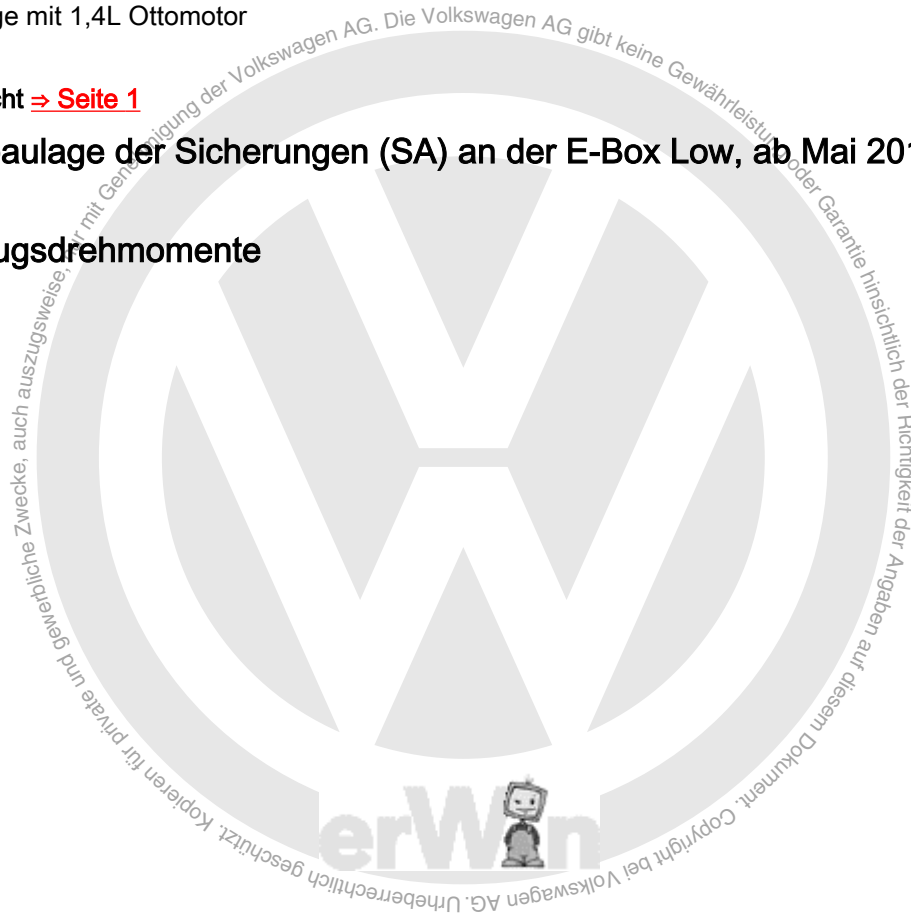 ge mit 1,4L Ottomotor
cht ⇒ Seite 1
aulage der Sicherungen (SA) an der E-Box Low, ab Mai 201
ugsdrehmomente
Urheberrechtlich geschützt. Kopieren für private und gewerbliche Zwecke, auch auszugsweise, nur mit Genehmigung der Volkswagen AG. Die Volkswagen AG gibt keine Gewährleistung oder Garantie hinsichtlich der Richtigkeit der Angaben auf diesem Dokument. Copyright bei Volkswagen AG.
erWin